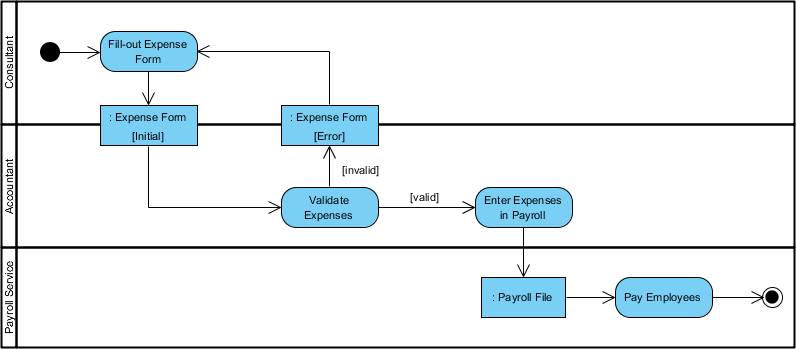 Consultant
Fill-out Expense
Form
: Expense Form
[Initial]
: Expense Form
[Error]
Accountant
[invalid]
Validate
Expenses
[valid]
Enter Expenses
in Payroll
Payroll Service
: Payroll File
Pay Employees